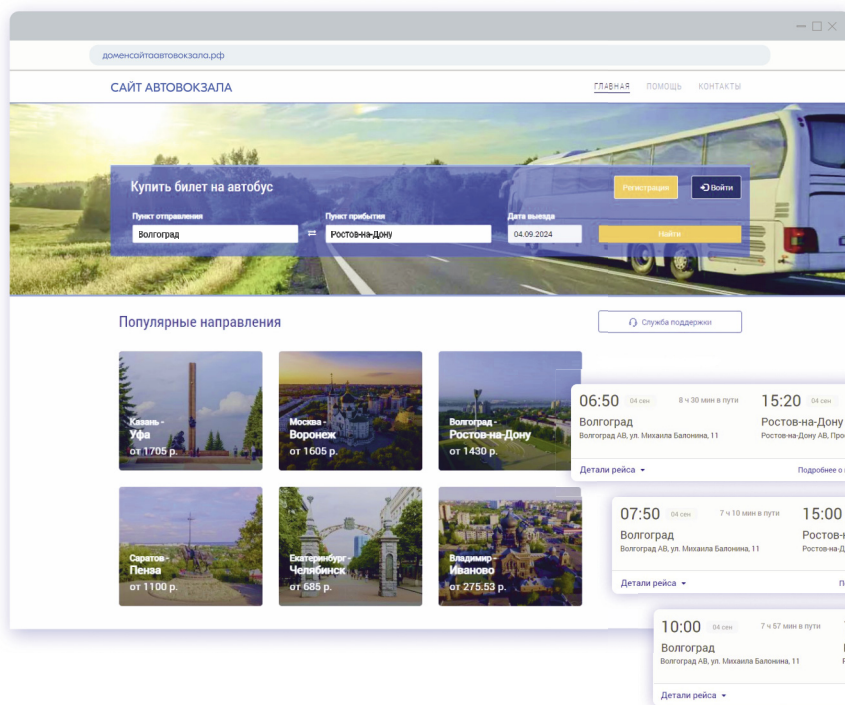 доменсайтаавтовокзала.рф
САЙТ АВТОВОКЗАЛА
ГЛАВНАЯ ПОМОЩЬ КОНТАКТЫ
Купить билет на автобус
Регистрация Войти
Пункт отправления Пункт прибытия Дата выезда
Волгоград Ростов-на-Дону 04.09.2024 Найти
Популярные направления
Служба поддержки
Казань -
Уфа
от 1705 р.
Москва -
Воронеж
от 1605 р.
Волгоград -
Ростов-на-Дону
от 1430 р.
Саратов -
Пенза
от 1100 р.
Екатеринбург -
Челябинск
от 685 р.
Владимир -
Иваново
от 275.53 р.
06:50 04 сен 8 ч 30 мин в пути 15:20 04 сен
Волгоград Ростов-на-Дону
Волгоград АВ, ул. Михаила Балонина, 11 Ростов-на-Дону АВ,
Детали рейса Подробнее о
07:50 04 сен 7 ч 10 мин в пути 15:00
Волгоград
Волгоград АВ, ул. Михаила Балонина, 11
Детали рейса
10:00 04 сен 7 ч 57 мин в пути
Волгоград
Волгоград АВ, ул. Михаила Балонина, 11
Детали рейса